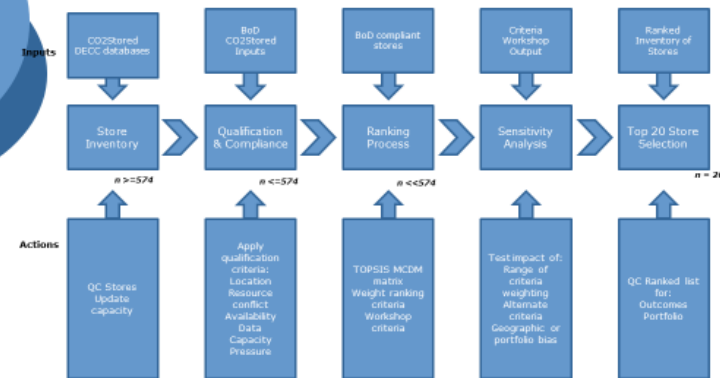 Inputs
CO2Stored
DECC databases
BoD
CO2Stored
Inputs
BoD compliant
stores
Criteria
Workshop
Output
Ranked
Inventory of
Stores
Store
Inventory
Qualification
& Compliance
Ranking
Process
Sensitivity
Analysis
Top 20 Store
Selection
n >=574
n <=574
n <<574
n = 20
Actions
QC Stores
Update
capacity
Apply
qualification
criteria:
Location
Resource
conflict
Availability
Data
Capacity
Pressure
TOPSIS MCDM
matrix
Weight ranking
criteria
Workshop
criteria
Test impact of:
Range of
criteria
weighting
Alternate
criteria
Geographic or
portfolio bias
QC Ranked list
for:
Outcomes
Portfolio